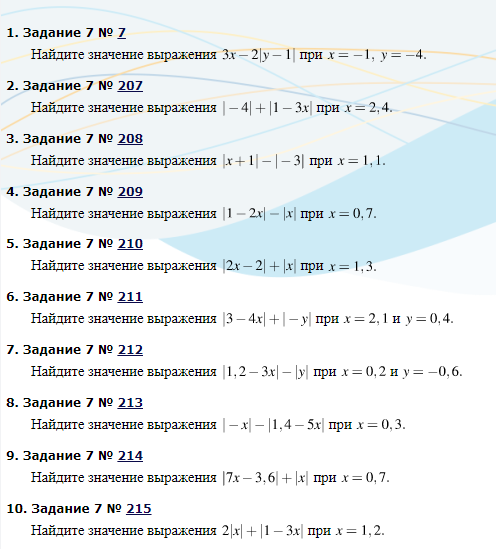 1. Задание 7 № 7
Найдите значение выражения 3x − 2|y − 1| при x = −1, y = −4.
2. Задание 7 № 207
Найдите значение выражения | − 4| + |1 − 3x| при x = 2,4.
3. Задание 7 № 208
Найдите значение выражения |x + 1| − | − 3| при x = 1,1.
4. Задание 7 № 209
Найдите значение выражения |1 − 2x| − |x| при x = 0,7.
5. Задание 7 № 210
Найдите значение выражения |2x − 2| + |x| при x = 1,3.
6. Задание 7 № 211
Найдите значение выражения |3 − 4x| + | − y| при x = 2,1 и y = 0,4.
7. Задание 7 № 212
Найдите значение выражения |1,2 − 3x| − |y| при x = 0,2 и y = −0,6.
8. Задание 7 № 213
Найдите значение выражения | − x| − |1,4 − 5x| при x = 0,3.
9. Задание 7 № 214
Найдите значение выражения |7x − 3,6| + |x| при x = 0,7.
10. Задание 7 № 215
Найдите значение выражения 2|x| + |1 − 3x| при x = 1,2.